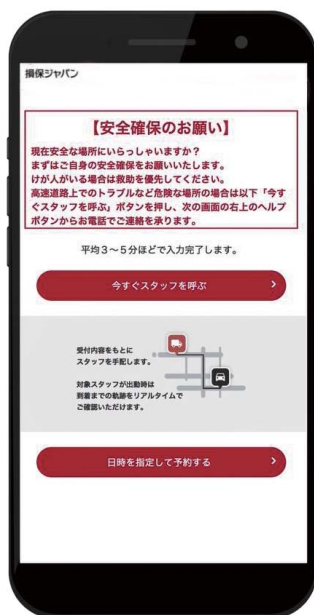 損保ジャパン
【安全確保のお願い】
現在安全な場所にいらっしゃいますか？
まずはご自身の安全確保をお願いいたします。
けが人がいる場合は救助を優先してください。
高速道路上でのトラブルなど危険な場所の場合は以下「今す
ぐスタッフを呼ぶ」ボタンを押し、次の画面の右上のヘルプ
ボタンからお電話でご連絡を承ります。
平均３～５分ほどで入力完了します。
今すぐスタッフを呼ぶ
受付内容をもとに
スタッフを手配します。
対象スタッフが出動時は
到着までの軌跡をリアルタイムで
ご確認いただけます。
日時を指定して予約する